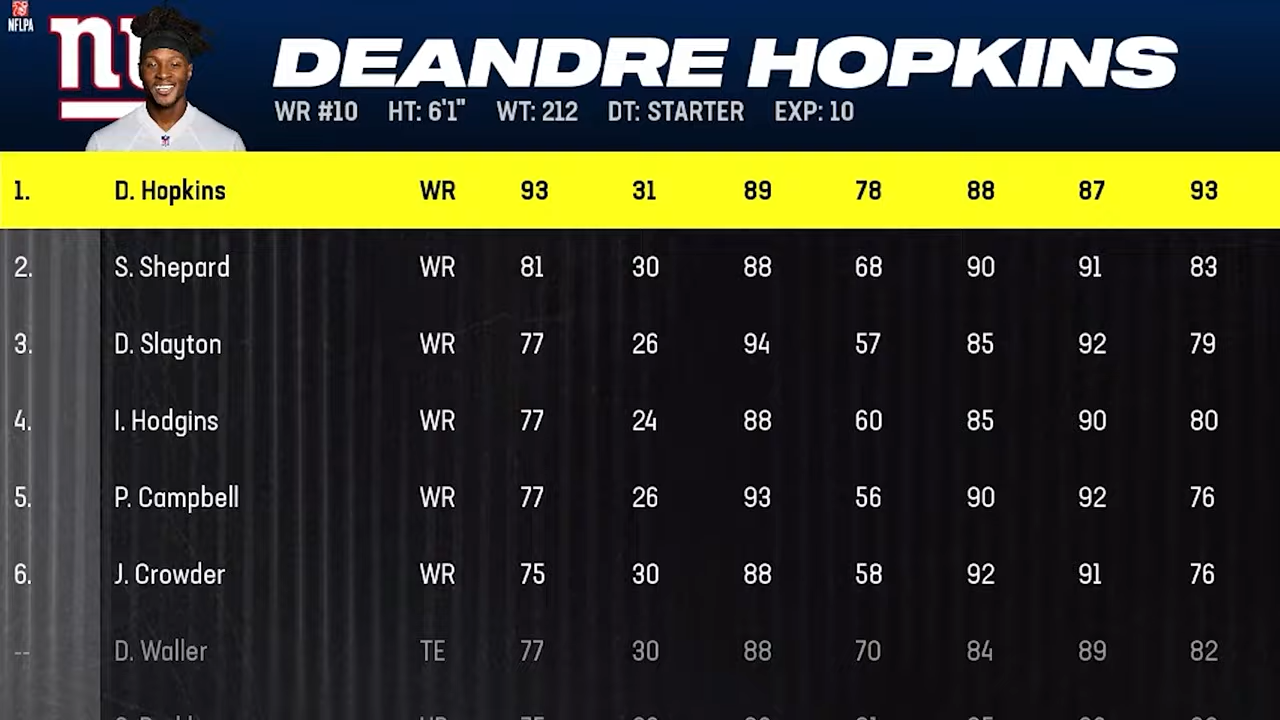 NFLPA
ny
DEANDRE HOPKINS
WR #10 HT: 6'1" WT: 212 DT: STARTER EXP: 10
1. D. Hopkins WR 93 31 89 78 88 87 93
2. S. Shepard WR 81 30 88 68 90 91 83
3. D. Slayton WR 77 26 94 57 85 92 79
4. I. Hodgins WR 77 24 88 60 85 90 80
5. P. Campbell WR 77 26 93 56 90 92 76
6. J. Crowder WR 75 30 88 58 92 91 76
-- D. Waller TE 77 30 88 70 84 89 82